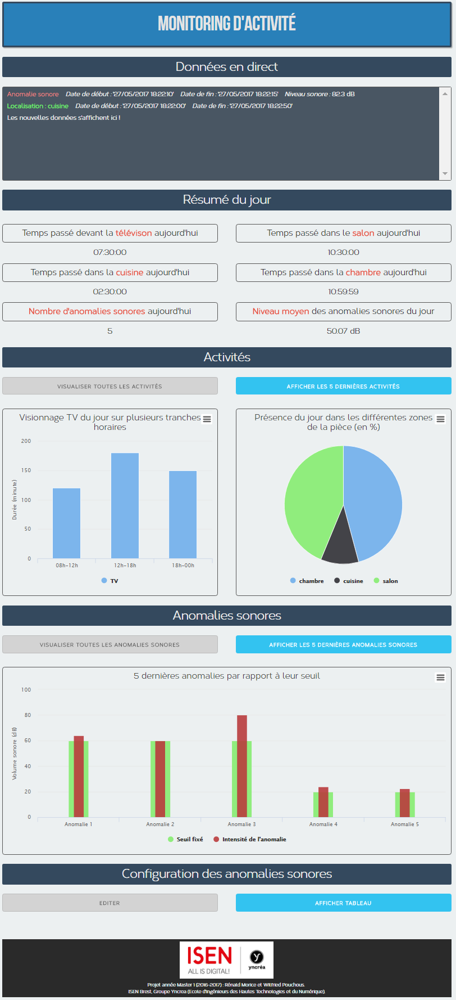 MONITORING D'ACTIVITÉ
Données en direct
Anomalie sonore Date de début : '27/05/2017 18:22:10' Date de fin : '27/05/2017 18:22:15' Niveau sonore : 82.3 dB
Localisation : cuisine Date de début : '27/05/2017 18:22:00' Date de fin : '27/05/2017 18:22:50'
Les nouvelles données s'affichent ici !
Résumé du jour
Temps passé devant la télévison aujourd'hui
07:30:00
Temps passé dans le salon aujourd'hui
10:30:00
Temps passé dans la cuisine aujourd'hui
02:30:00
Temps passé dans la chambre aujourd'hui
10:59:59
Nombre d'anomalies sonores aujourd'hui
5
Niveau moyen des anomalies sonores du jour
50.07 dB
Activités
VISUALISER TOUTES LES ACTIVITÉS
AFFICHER LES 5 DERNIÈRES ACTIVITÉS
Visionnage TV du jour sur plusieurs tranches
horaires
Durée (minute)
200
150
100
50
0
08h-12h
12h-18h
18h-00h
TV
Présence du jour dans les différentes zones
de la pièce (en %)
chambre
cuisine
salon
Anomalies sonores
VISUALISER TOUTES LES ANOMALIES SONORES
AFFICHER LES 5 DERNIÈRES ANOMALIES SONORES
5 dernières anomalies par rapport à leur seuil
Volume sonore (dB)
100
80
60
40
20
0
Anomalie 1
Anomalie 2
Anomalie 3
Anomalie 4
Anomalie 5
Seuil fixé
Intensité de l'anomalie
Configuration des anomalies sonores
EDITER
AFFICHER TABLEAU
ISEN
ALL IS DIGITAL!
yncréa
Projet année Master 1 (2016-2017) : Rénald Morice et Wilfried Pouchous.
ISEN Brest, Groupe Yncrea (Ecole d'ingénieurs des Hautes Technologies et du Numérique).